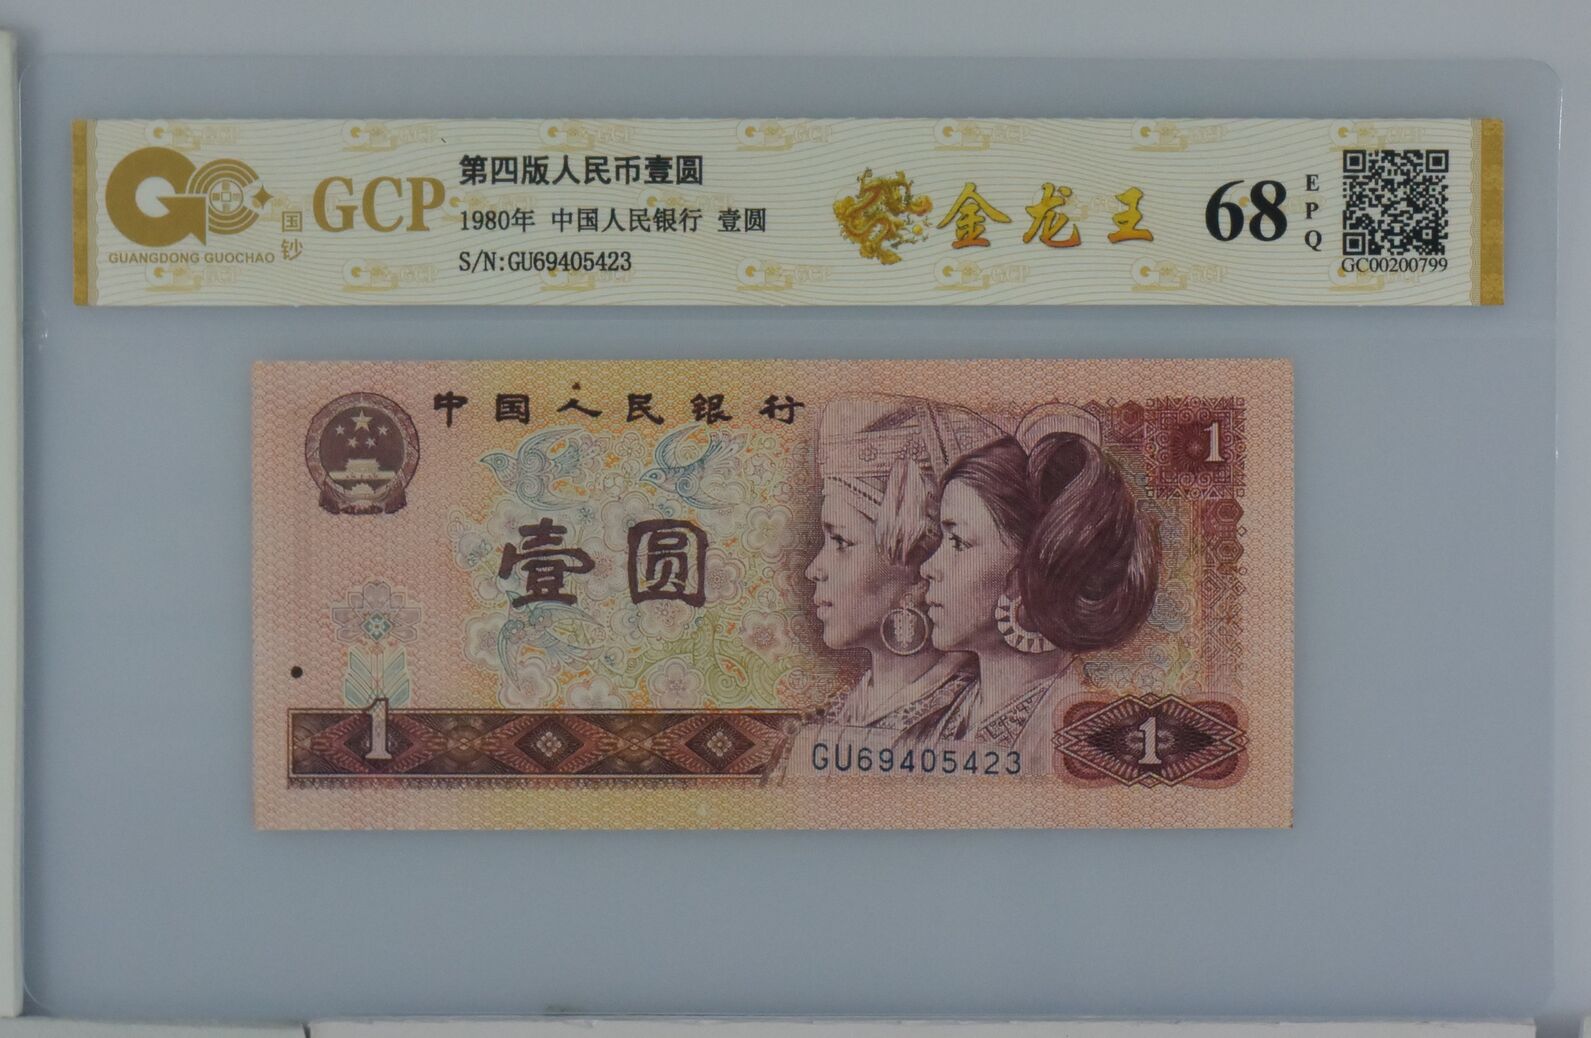 GUANGDONG GUOCHAO
国钞
GCP
第四版人民币壹圆
1980年 中国人民银行 壹圆
S/N:GU69405423
金龙王
68
EPQ
GC00200799
中国人民银行
1
壹圆
1
GU69405423
1